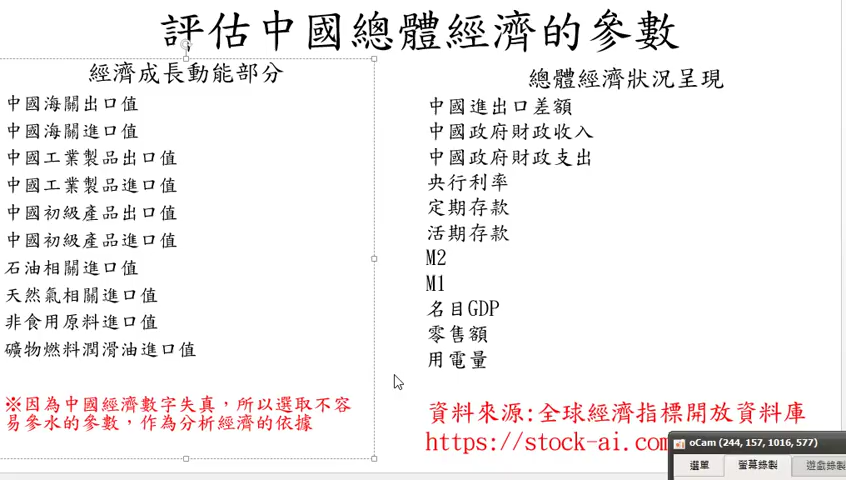 評估中國總體經濟的參數
經濟成長動能部分
中國海關出口值
中國海關進口值
中國工業製品出口值
中國工業製品進口值
中國初級產品出口值
中國初級產品進口值
石油相關進口值
天然氣相關進口值
非食用原料進口值
礦物燃料潤滑油進口值
※因為中國經濟數字失真，所以選取不容
易參水的參數，作為分析經濟的依據
總體經濟狀況呈現
中國進出口差額
中國政府財政收入
中國政府財政支出
央行利率
定期存款
活期存款
M2
M1
名目GDP
零售額
用電量
資料來源:全球經濟指標開放資料庫
https://stock-ai.com
oCam (244, 157, 1016, 577)
選單
螢幕錄製
遊戲錄製